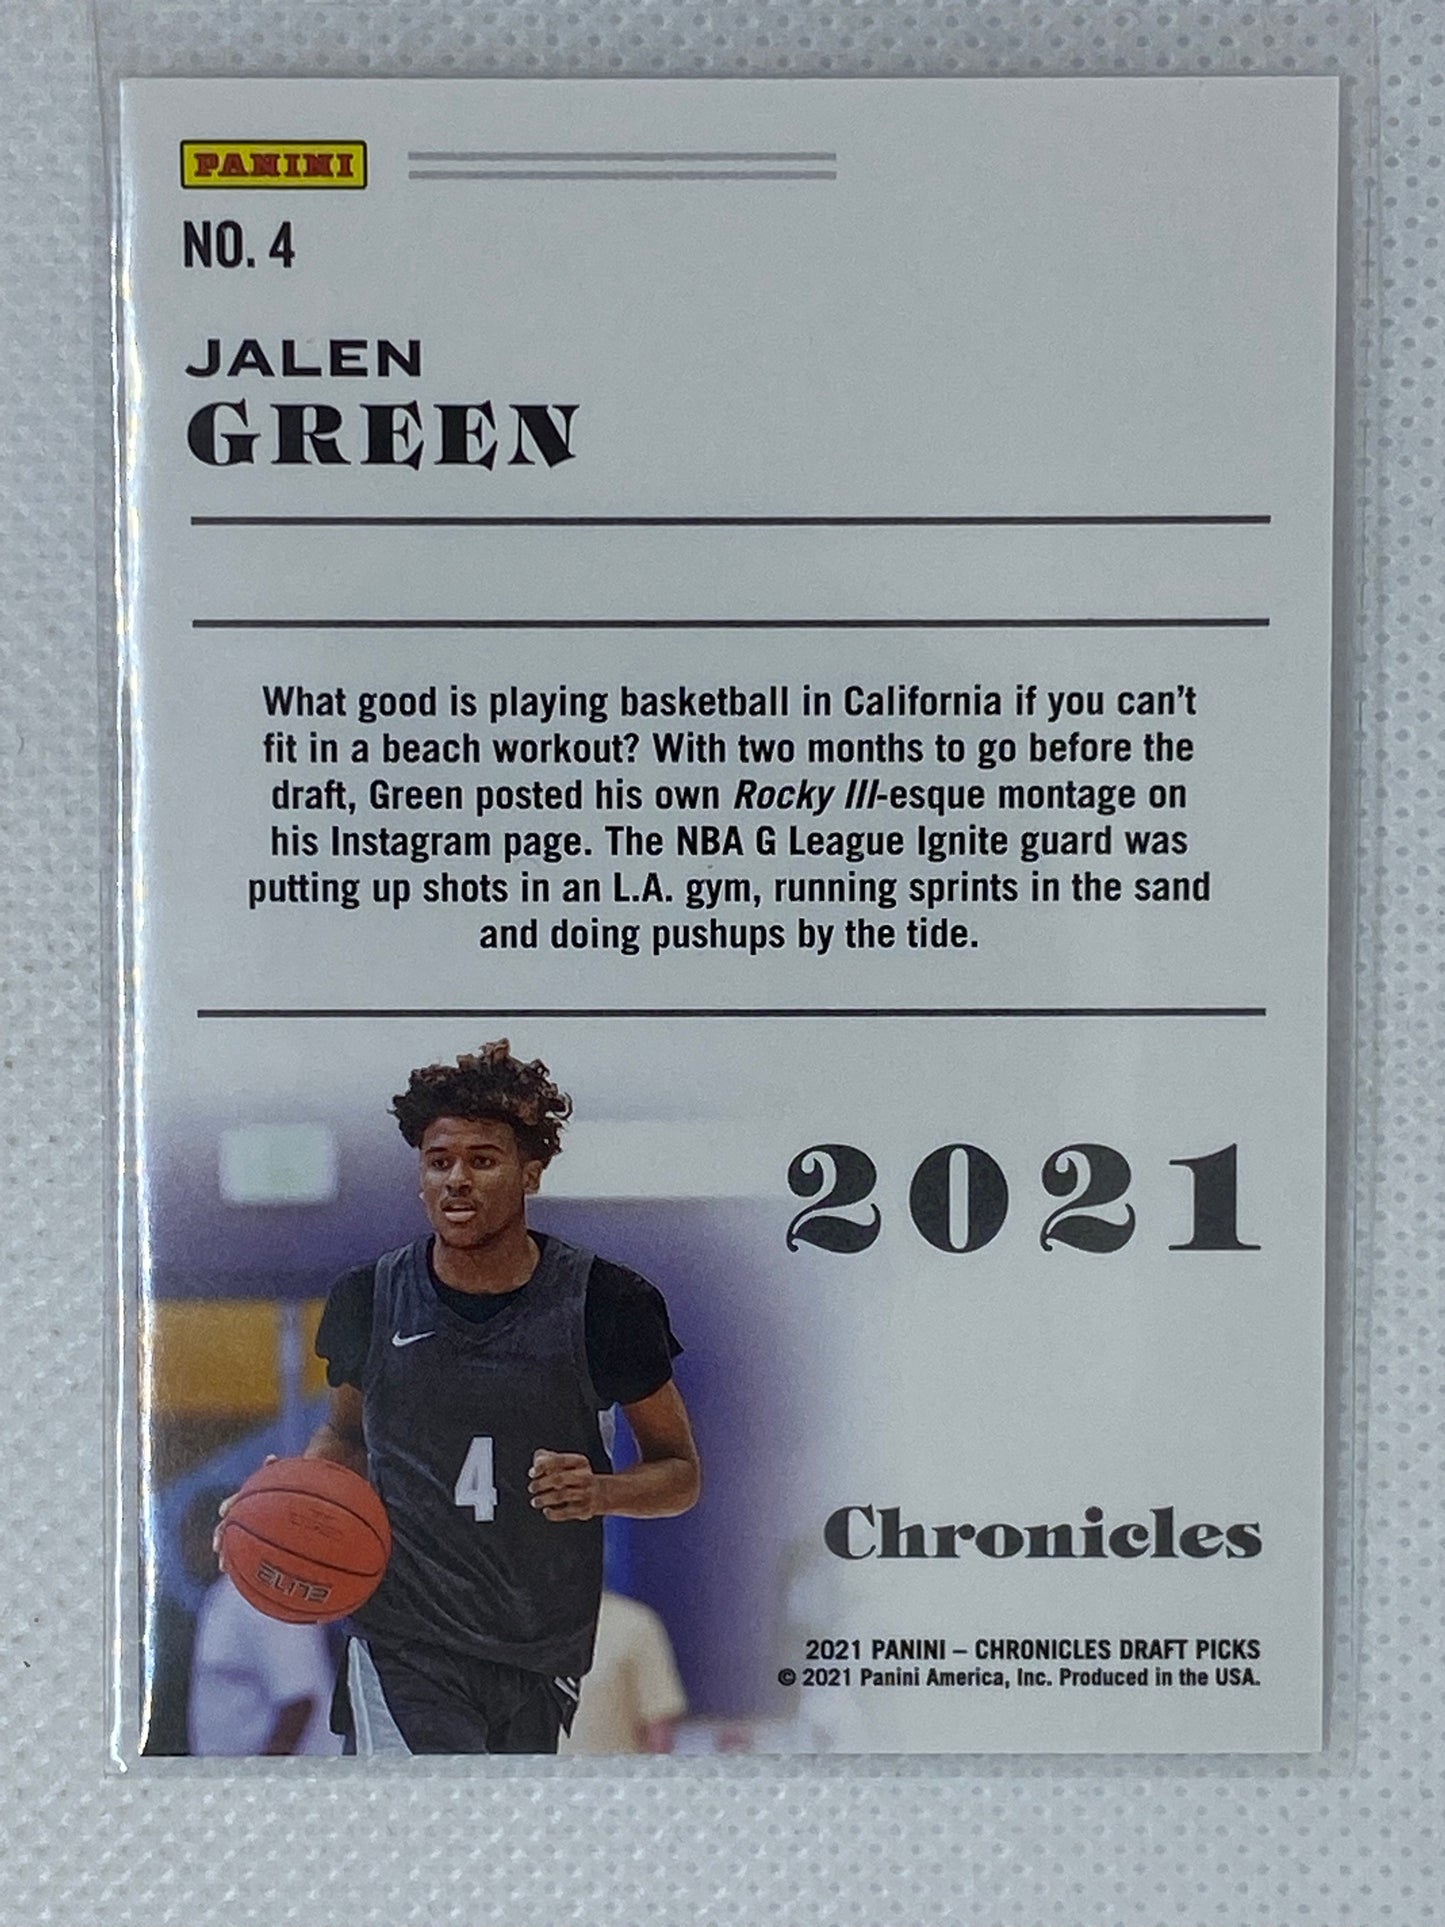 PANINI
NO. 4
JALEN
GREEN
What good is playing basketball in California if you can't
fit in a beach workout? With two months to go before the
draft, Green posted his own Rocky III-esque montage on
his Instagram page. The NBA G League Ignite guard was
putting up shots in an L.A. gym, running sprints in the sand
and doing pushups by the tide.
2021
4
ELITE
Chronicles
2021 PANINI – CHRONICLES DRAFT PICKS
© 2021 Panini America, Inc. Produced in the USA.